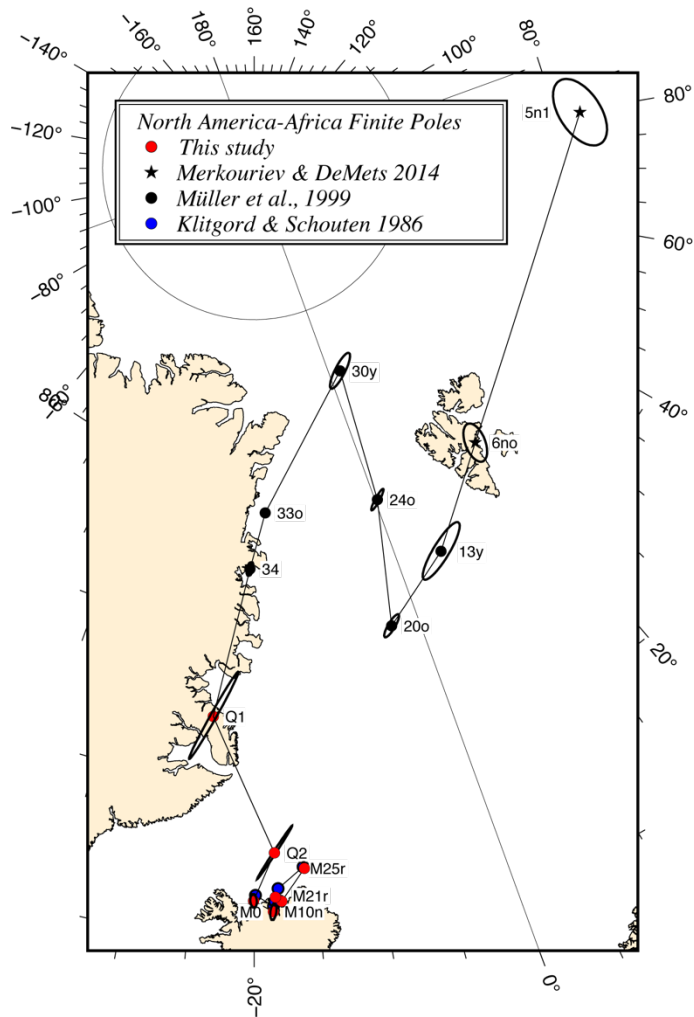 −140°
−160°
180°
160°
140°
120°
100°
80°
80°
5n1
North America-Africa Finite Poles
This study
Merkouriev & DeMets 2014
Müller et al., 1999
Klitgord & Schouten 1986
−120°
−100°
60°
−80°
80°
−60°
30y
40°
6no
24o
33o
13y
34
20o
20°
Q1
Q2
M25r
M21r
M0
M10n
−20°
0°